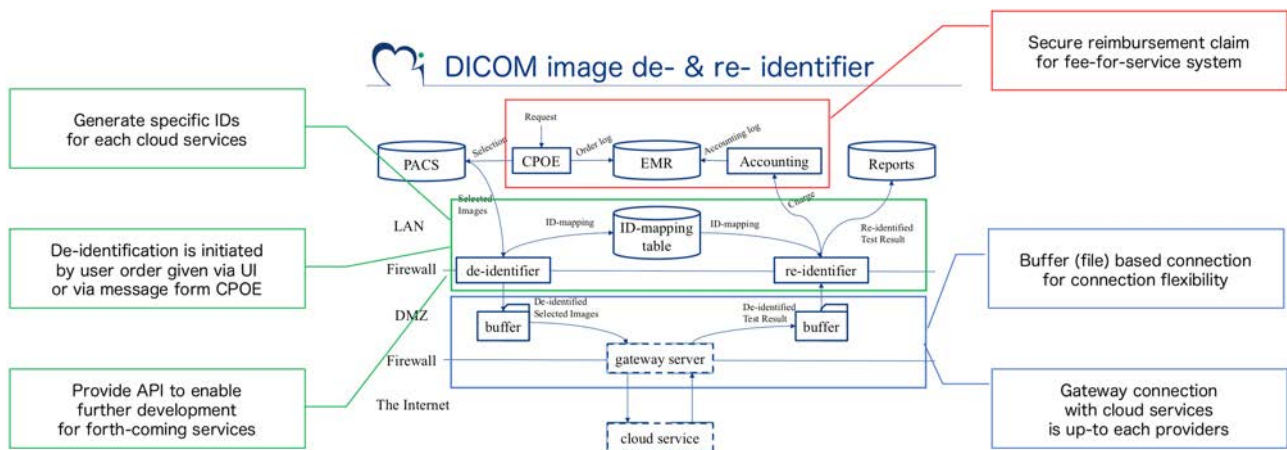 DICOM image de- & re- identifier
Secure reimbursement claim
for fee-for-service system
Generate specific IDs
for each cloud services
De-identification is initiated
by user order given via UI
or via message form CPOE
Provide API to enable
further development
for forth-coming services
Request
Selection
Order log
Accounting log
PACS
CPOE
EMR
Accounting
Reports
Selected
Images
Charge
LAN
ID-mapping
ID-mapping
table
ID-mapping
Re-identified
Test Result
Firewall
de-identifier
re-identifier
DMZ
buffer
De-identified
Selected Images
De-identified
Test Result
buffer
Firewall
gateway server
The Internet
cloud service
Buffer (file) based connection
for connection flexibility
Gateway connection
with cloud services
is up-to each providers